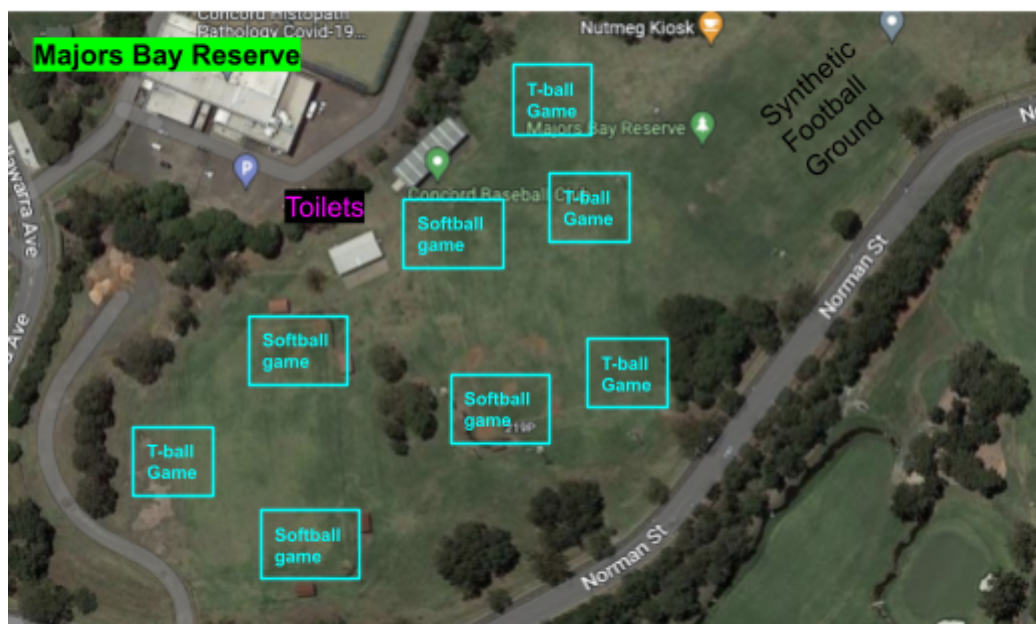 Concord Histopath
Pathology Covid-19...
Majors Bay Reserve
Nutmeg Kiosk
Synthetic
Football
Ground
T-ball
Game
Majors Bay Reserve
P
Concord Baseball Club
Toilets
T-ball
Game
Softball
game
Ave
Norman St
Softball
game
T-ball
Game
Softball
game
T-ball
Game
Softball
game
Norman St